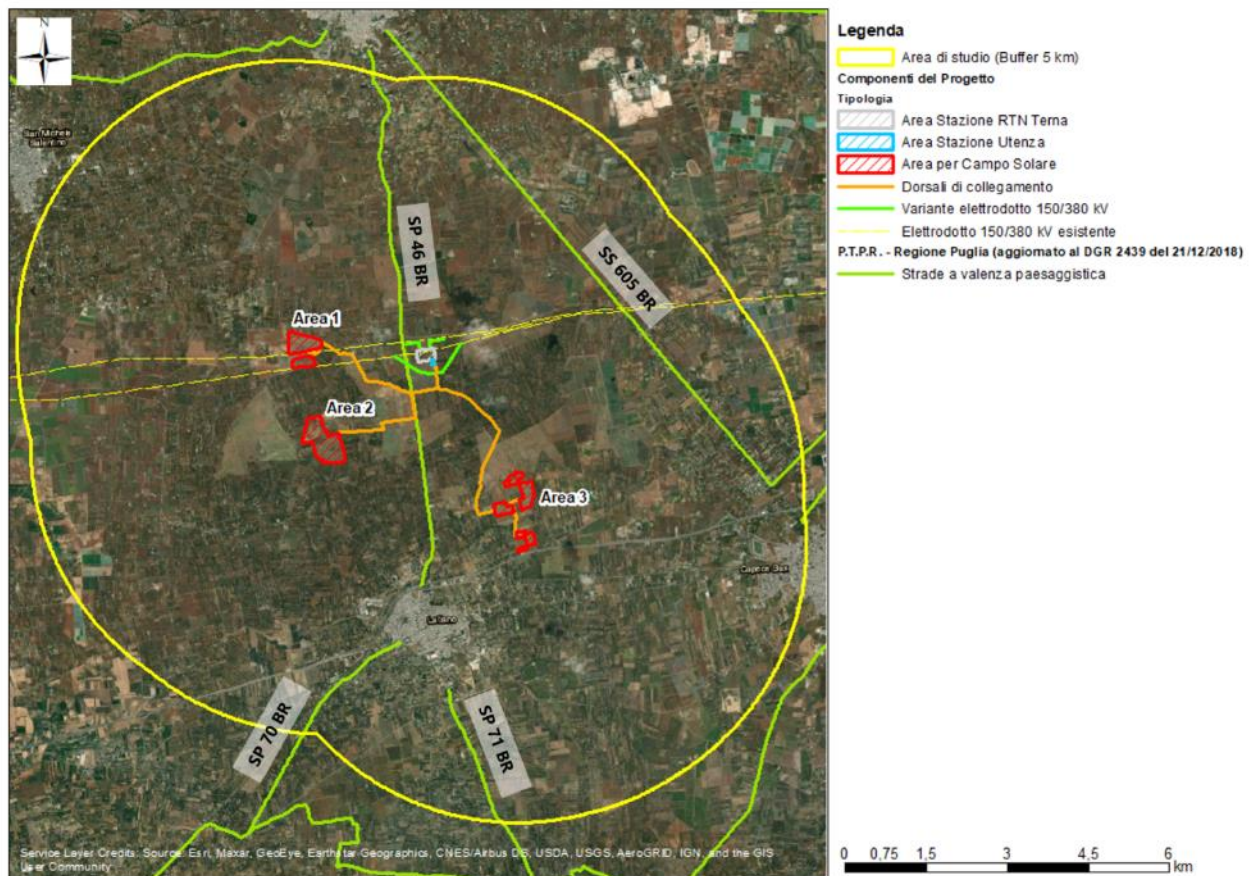 N
San Michele
Salentino
Area 1
Area 2
Area 3
SP 46 BR
SS 605 BR
SP 70 BR
SP 71 BR
Latiano
Service Layer Credits: Source: Esri, Maxar, GeoEye, Earthstar Geographics, CNES/Airbus DS, USDA, USGS, AeroGRID, IGN, and the GIS
User Community
Legenda
Area di studio (Buffer 5 km)
Componenti del Progetto
Tipologia
Area Stazione RTN Terna
Area Stazione Utenza
Area per Campo Solare
Dorsali di collegamento
Variante elettrodotto 150/380 kV
Elettrodotto 150/380 kV esistente
P.T.P.R. - Regione Puglia (aggiornato al DGR 2439 del 21/12/2018)
Strade a valenza paesaggistica
0 0,75 1,5 3 4,5 6
km